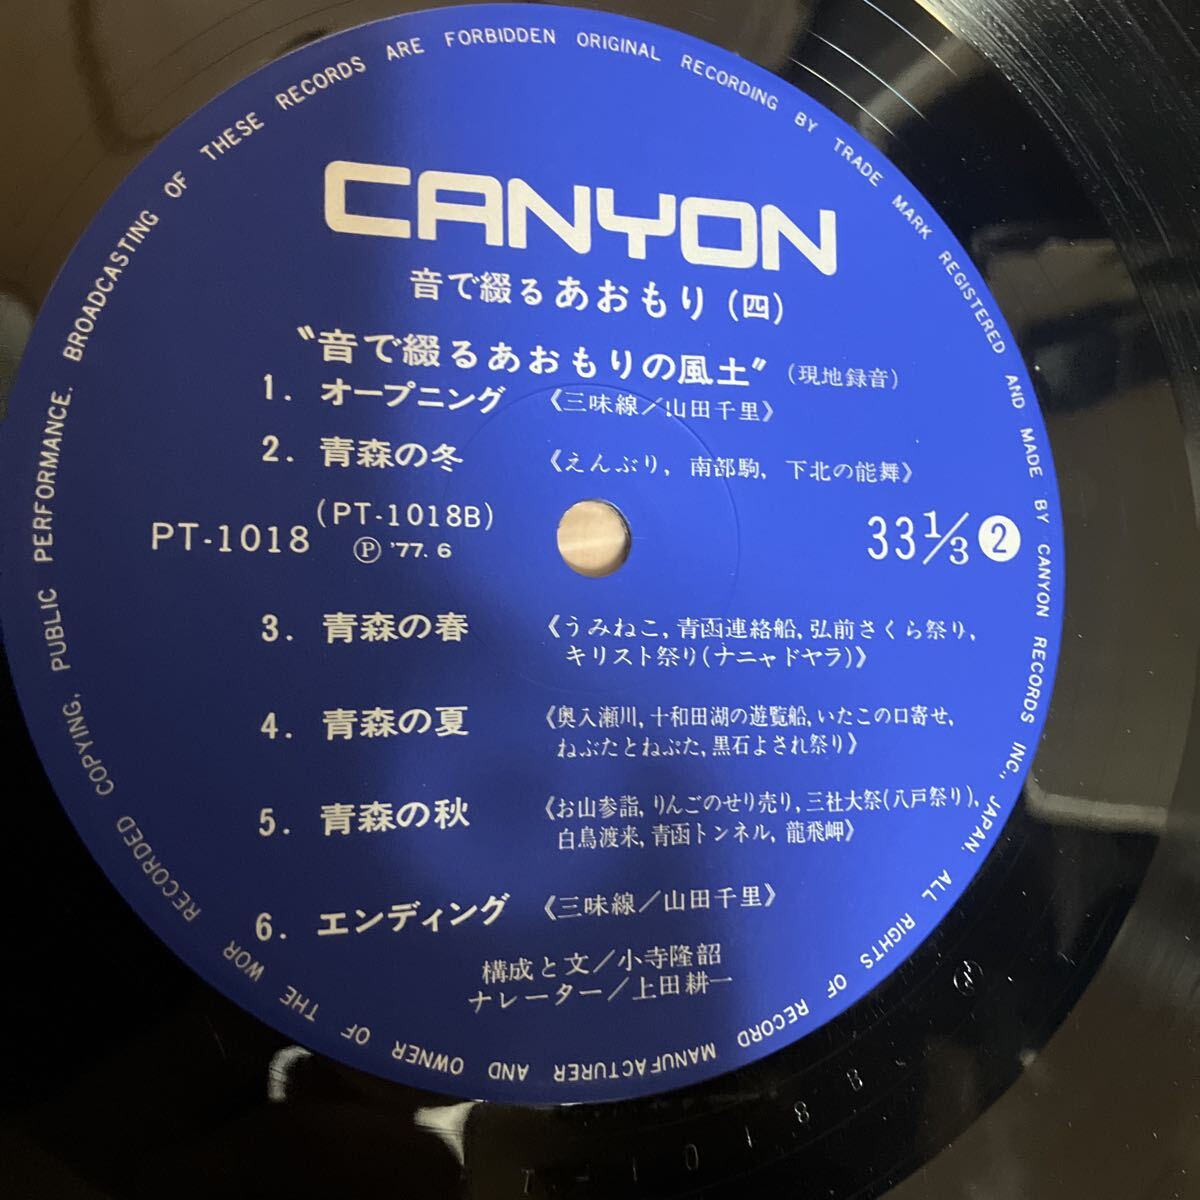 CANYON
音で綴るあおもり(四)
〝音で綴るあおもりの風土〟(現地録音)
1. オープニング 《三味線/山田千里》
2. 青森の冬 《えんぶり, 南部駒, 下北の能舞》
(PT-1018B)
PT-1018 Ⓟ '77. 6 33⅓ ②
3. 青森の春 《うみねこ, 青函連絡船, 弘前さくら祭り,
キリスト祭り(ナニャドヤラ)》
4. 青森の夏 《奥入瀬川, 十和田湖の遊覧船, いたこの口寄せ,
ねぶたとねぷた, 黒石よされ祭り》
5. 青森の秋 《お山参詣, りんごのせり売り, 三社大祭(八戸祭り),
白鳥渡来, 青函トンネル, 龍飛岬》
6. エンディング 《三味線/山田千里》
構成と文/小寺隆韶
ナレーター/上田耕一
ORIGINAL RECORDING BY TRADE MARK REGISTERED AND MADE BY CANYON RECORDS INC., JAPAN. ALL RIGHTS OF RECORD MANUFACTURER AND OWNER OF THE WOR RECORDED COPYING, PUBLIC PERFORMANCE. BROADCASTING OF THESE RECORDS ARE FORBIDDEN
T-1018B